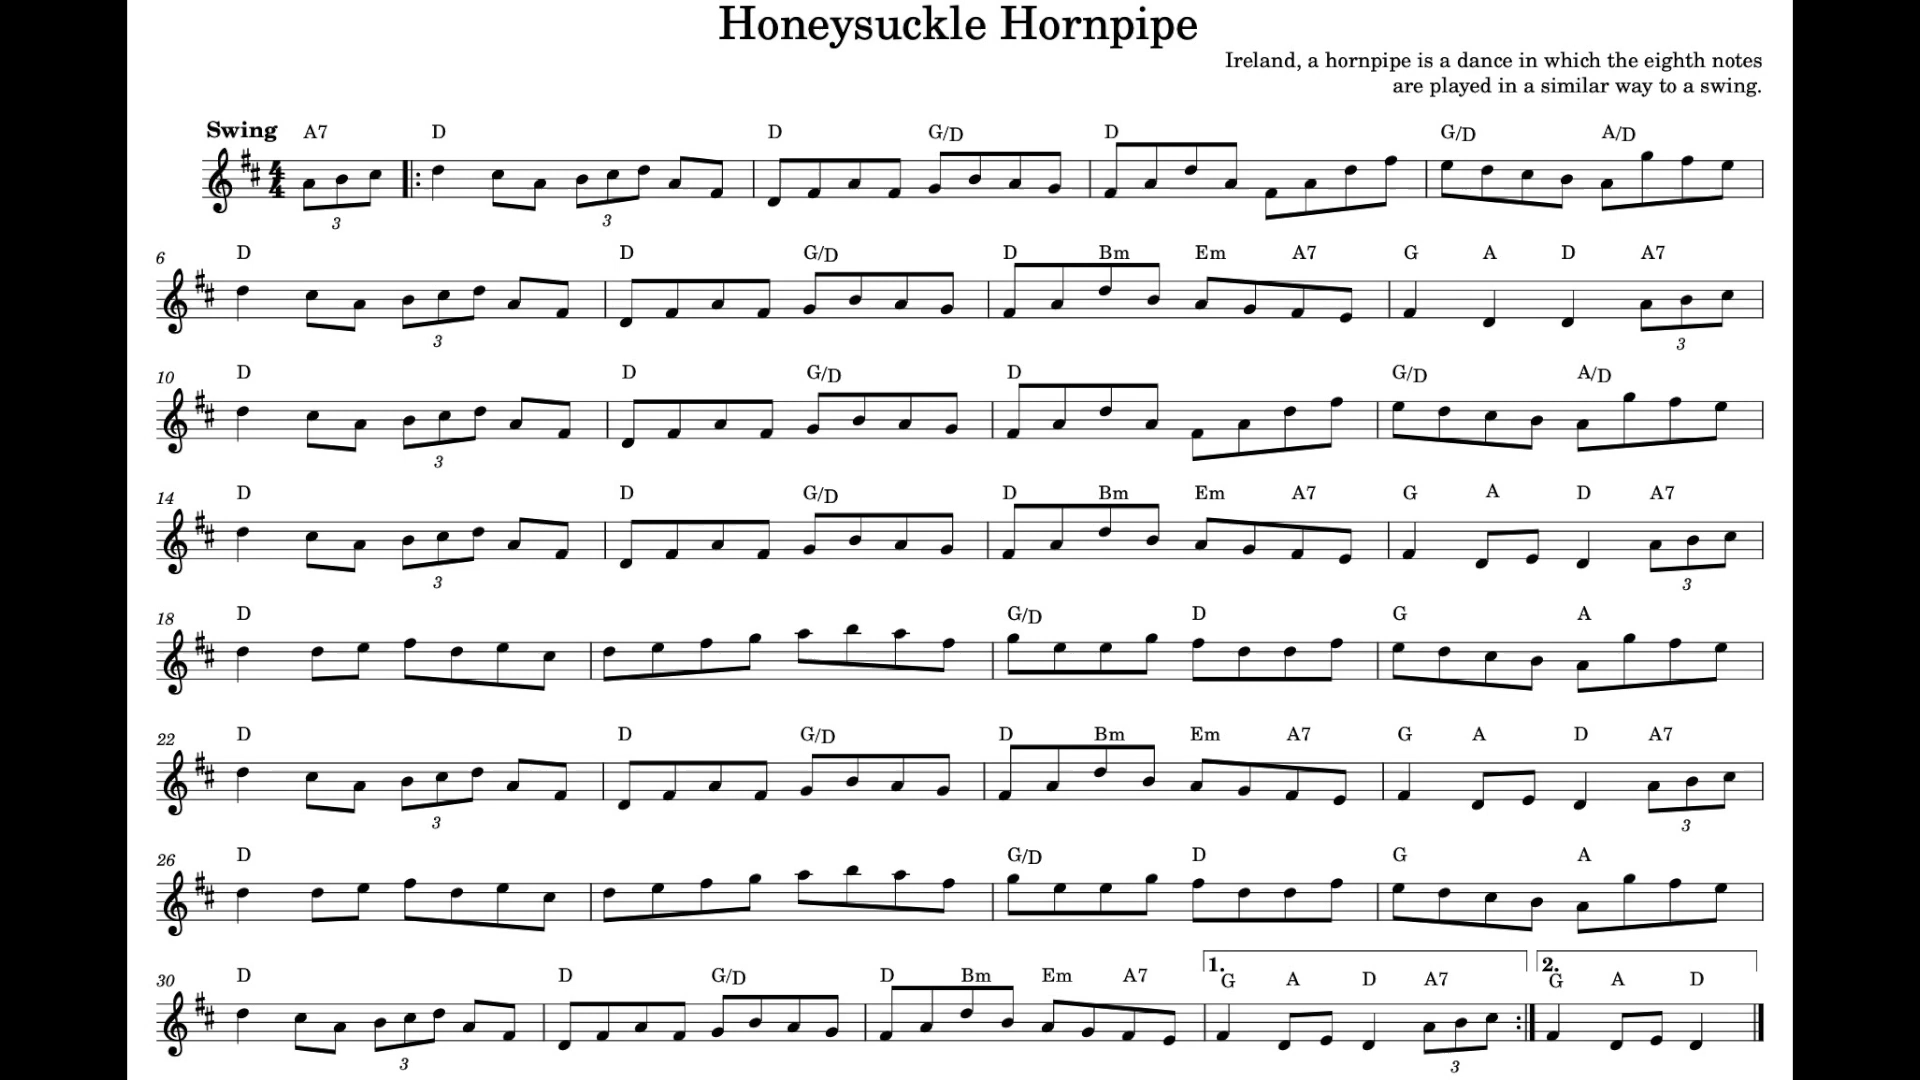 Honeysuckle Hornpipe
Ireland, a hornpipe is a dance in which the eighth notes
are played in a similar way to a swing.
Swing A7 D D G/D D G/D A/D
4
4
3 3
6 D D G/D D Bm Em A7 G A D A7
3 3
10 D D G/D D G/D A/D
3
14 D D G/D D Bm Em A7 G A D A7
3 3
18 D G/D D G A
22 D D G/D D Bm Em A7 G A D A7
3 3
26 D G/D D G A
1. 2.
30 D D G/D D Bm Em A7 G A D A7 G A D
3 3